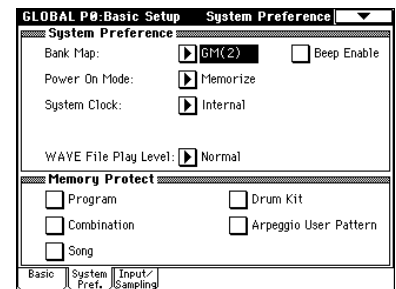 GLOBAL P0:Basic Setup System Preference
System Preference
Bank Map: GM(2) Beep Enable
Power On Mode: Memorize
System Clock: Internal
WAVE File Play Level: Normal
Memory Protect
Program Drum Kit
Combination Arpeggio User Pattern
Song
Basic System Pref. Input/Sampling